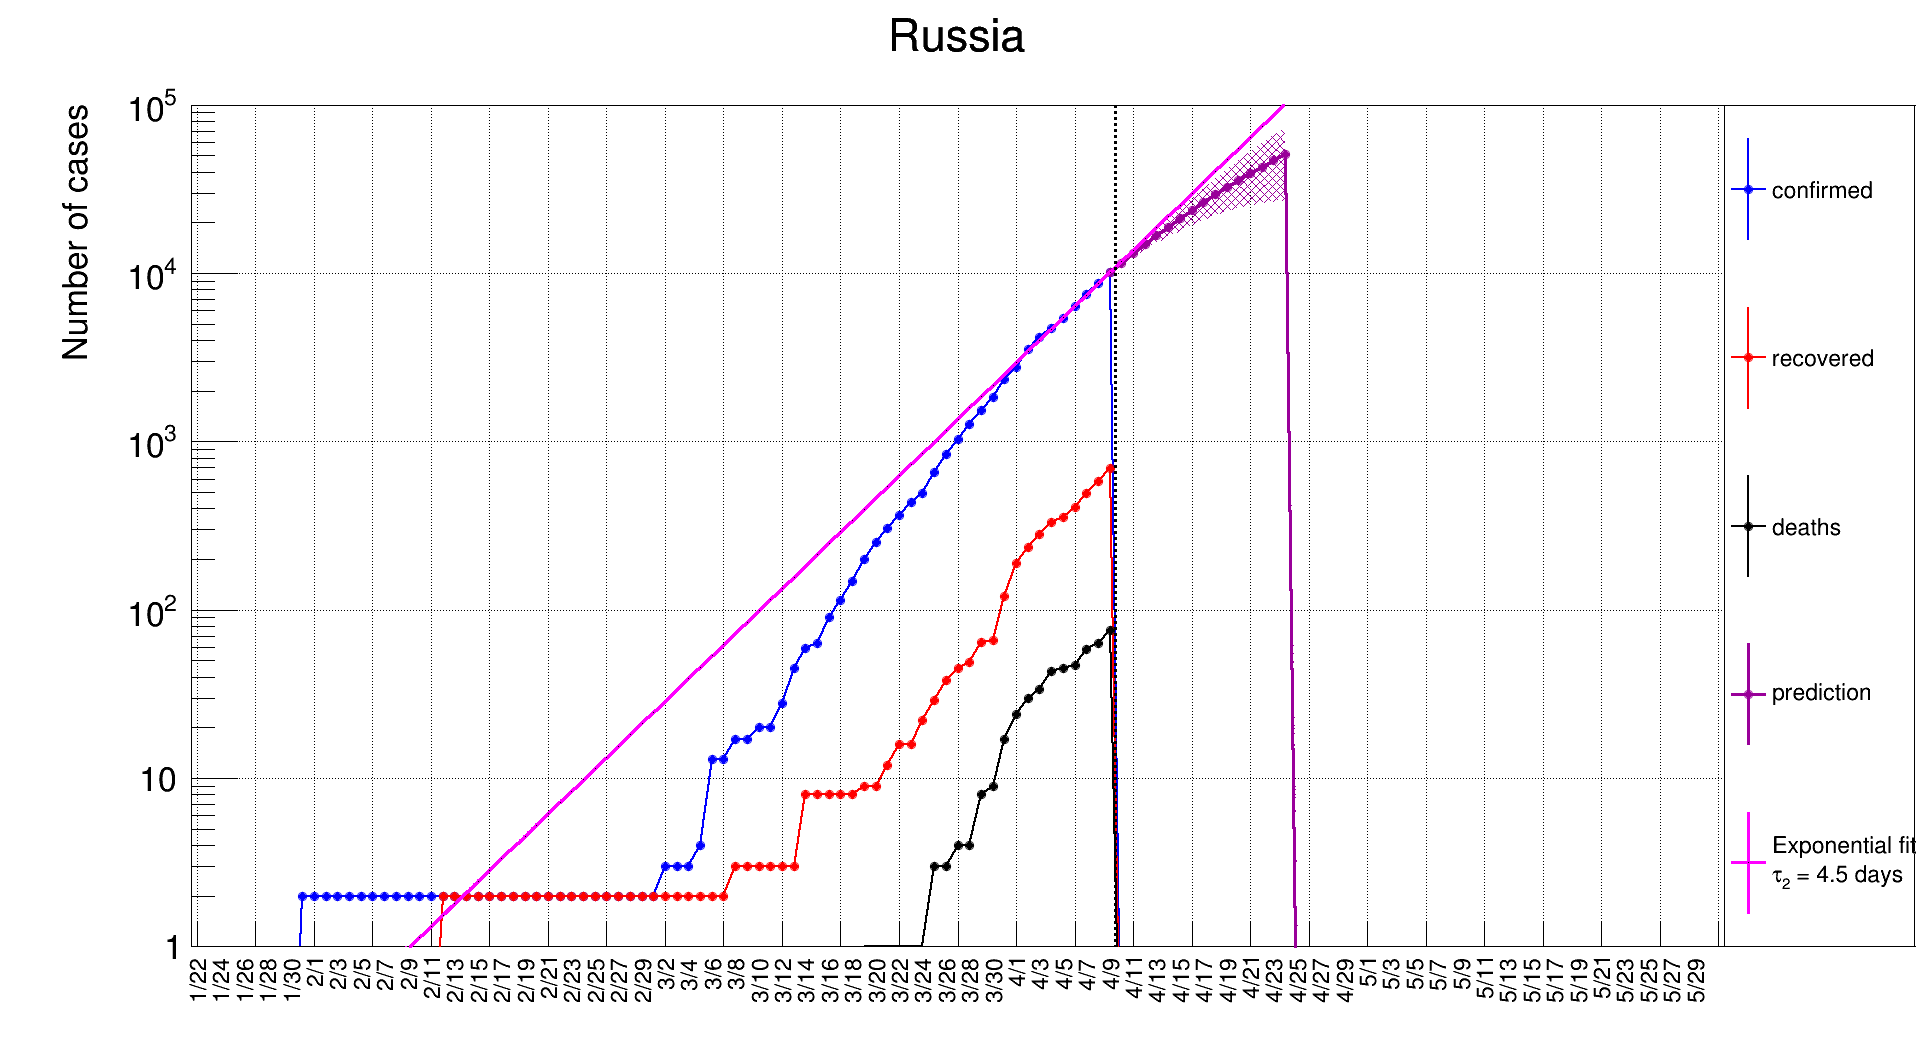 Russia
Number of cases
10^5
10^4
10^3
10^2
10
1
1/22 1/24 1/26 1/28 1/30 2/1 2/3 2/5 2/7 2/9 2/11 2/13 2/15 2/17 2/19 2/21 2/23 2/25 2/27 2/29 3/2 3/4 3/6 3/8 3/10 3/12 3/14 3/16 3/18 3/20 3/22 3/24 3/26 3/28 3/30 4/1 4/3 4/5 4/7 4/9 4/11 4/13 4/15 4/17 4/19 4/21 4/23 4/25 4/27 4/29 5/1 5/3 5/5 5/7 5/9 5/11 5/13 5/15 5/17 5/19 5/21 5/23 5/25 5/27 5/29
confirmed
recovered
deaths
prediction
Exponential fit
τ₂ = 4.5 days